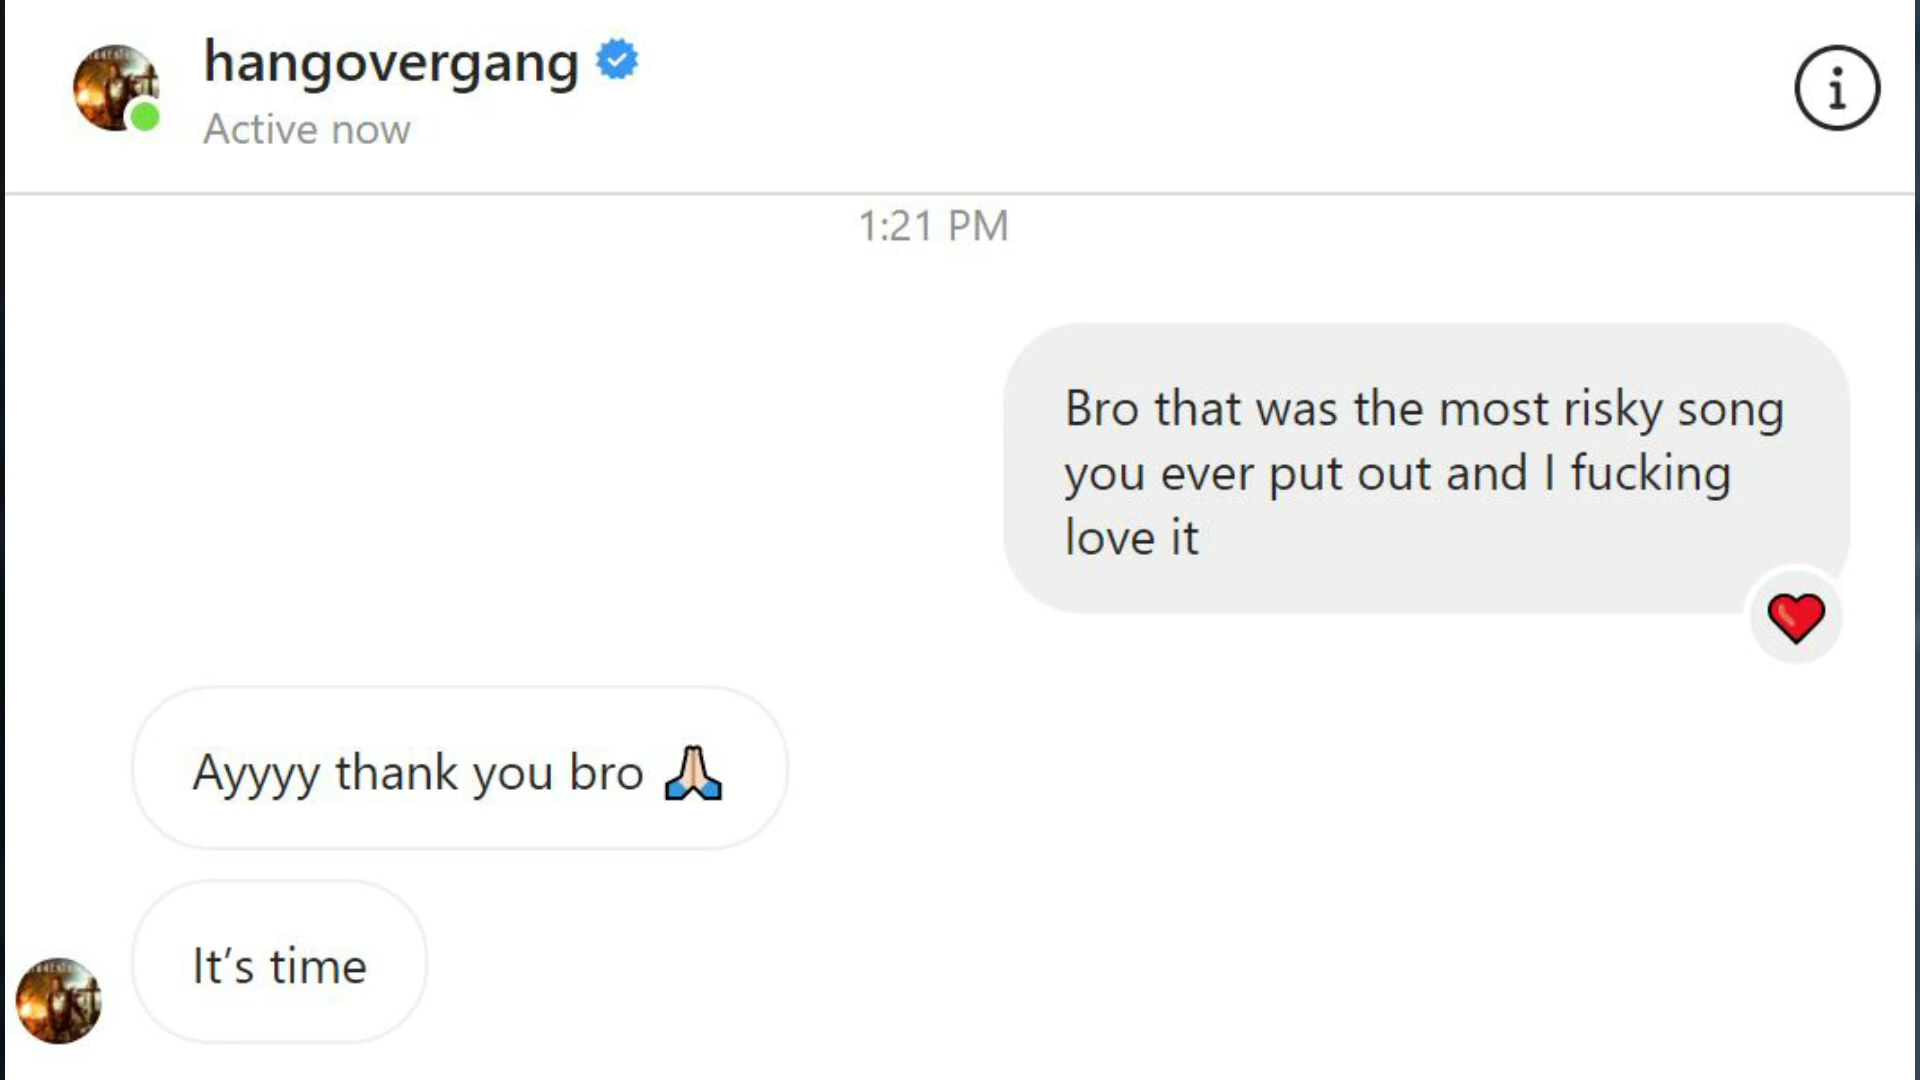 hangovergang
Active now
1:21 PM
Bro that was the most risky song
you ever put out and I fucking
love it
Ayyyy thank you bro 🙏🏻
It’s time